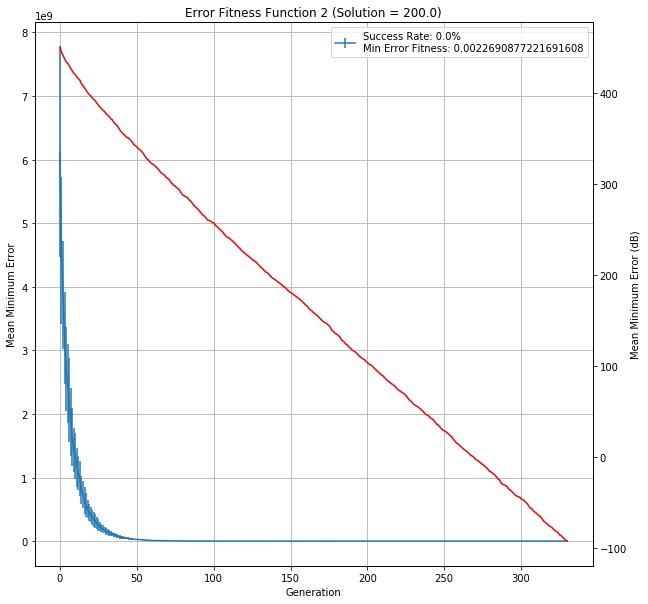 Error Fitness Function 2 (Solution = 200.0)
1e9
Success Rate: 0.0%
Min Error Fitness: 0.0022690877221691608
8
7
6
5
4
3
2
1
0
Mean Minimum Error
400
300
200
100
0
−100
Mean Minimum Error (dB)
0 50 100 150 200 250 300
Generation